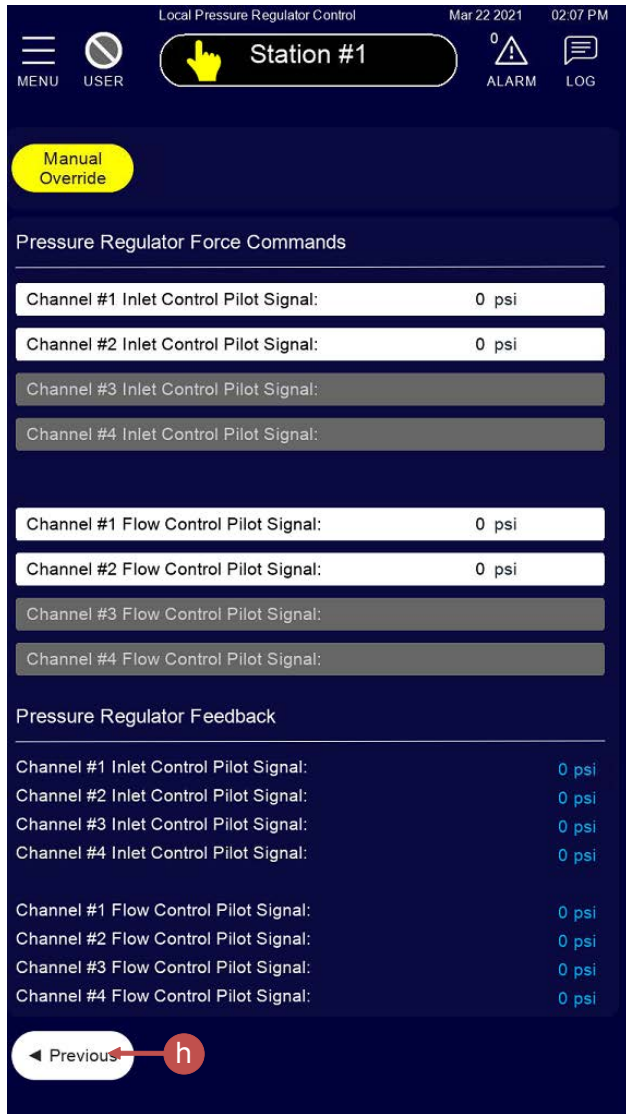 Local Pressure Regulator Control Mar 22 2021 02:07 PM
Station #1
0
MENU USER ALARM LOG
Manual
Override
Pressure Regulator Force Commands
Channel #1 Inlet Control Pilot Signal: 0 psi
Channel #2 Inlet Control Pilot Signal: 0 psi
Channel #3 Inlet Control Pilot Signal:
Channel #4 Inlet Control Pilot Signal:
Channel #1 Flow Control Pilot Signal: 0 psi
Channel #2 Flow Control Pilot Signal: 0 psi
Channel #3 Flow Control Pilot Signal:
Channel #4 Flow Control Pilot Signal:
Pressure Regulator Feedback
Channel #1 Inlet Control Pilot Signal: 0 psi
Channel #2 Inlet Control Pilot Signal: 0 psi
Channel #3 Inlet Control Pilot Signal: 0 psi
Channel #4 Inlet Control Pilot Signal: 0 psi
Channel #1 Flow Control Pilot Signal: 0 psi
Channel #2 Flow Control Pilot Signal: 0 psi
Channel #3 Flow Control Pilot Signal: 0 psi
Channel #4 Flow Control Pilot Signal: 0 psi
◄ Previous h